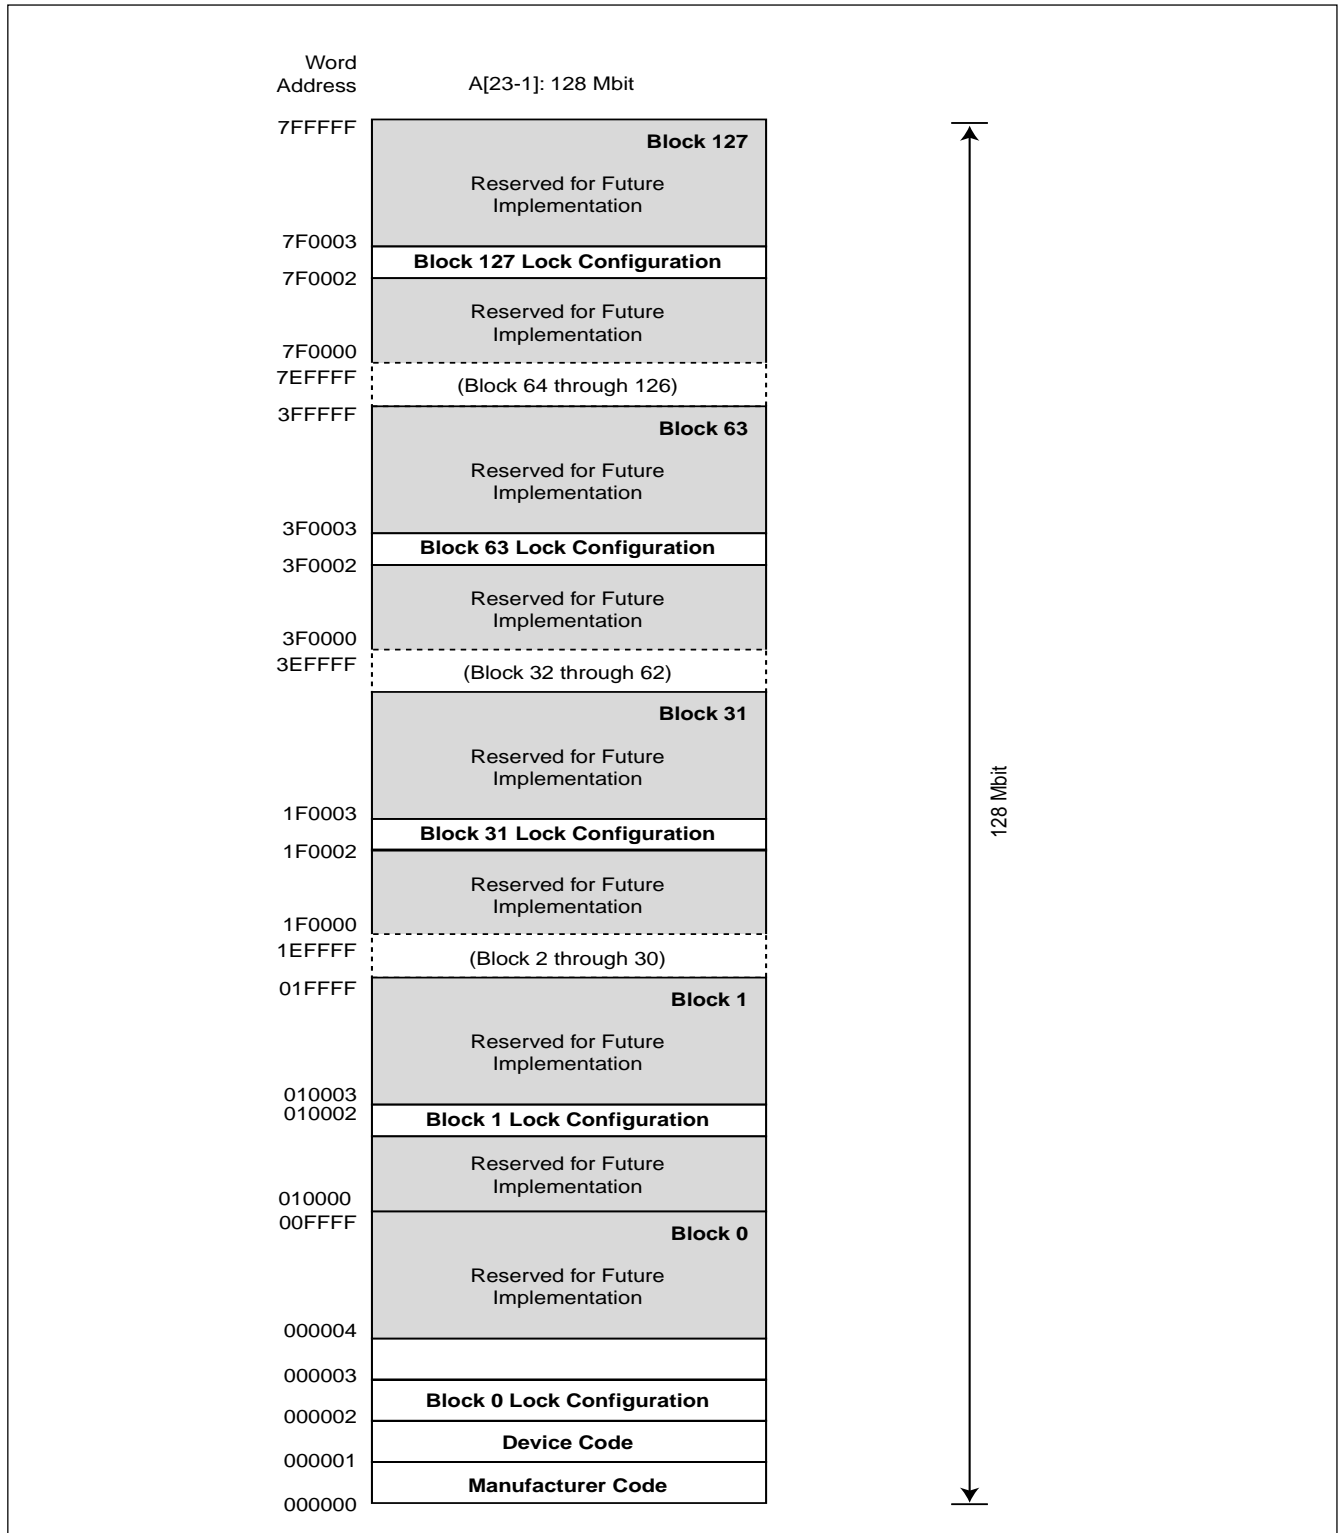 Word
Address
A[23-1]: 128 Mbit
7FFFFF
Block 127
Reserved for Future
Implementation
7F0003
Block 127 Lock Configuration
7F0002
Reserved for Future
Implementation
7F0000
7EFFFF
(Block 64 through 126)
3FFFFF
Block 63
Reserved for Future
Implementation
3F0003
Block 63 Lock Configuration
3F0002
Reserved for Future
Implementation
3F0000
3EFFFF
(Block 32 through 62)
Block 31
Reserved for Future
Implementation
1F0003
Block 31 Lock Configuration
1F0002
Reserved for Future
Implementation
1F0000
1EFFFF
(Block 2 through 30)
01FFFF
Block 1
Reserved for Future
Implementation
010003
010002
Block 1 Lock Configuration
Reserved for Future
Implementation
010000
00FFFF
Block 0
Reserved for Future
Implementation
000004
000003
Block 0 Lock Configuration
000002
Device Code
000001
Manufacturer Code
000000
128 Mbit